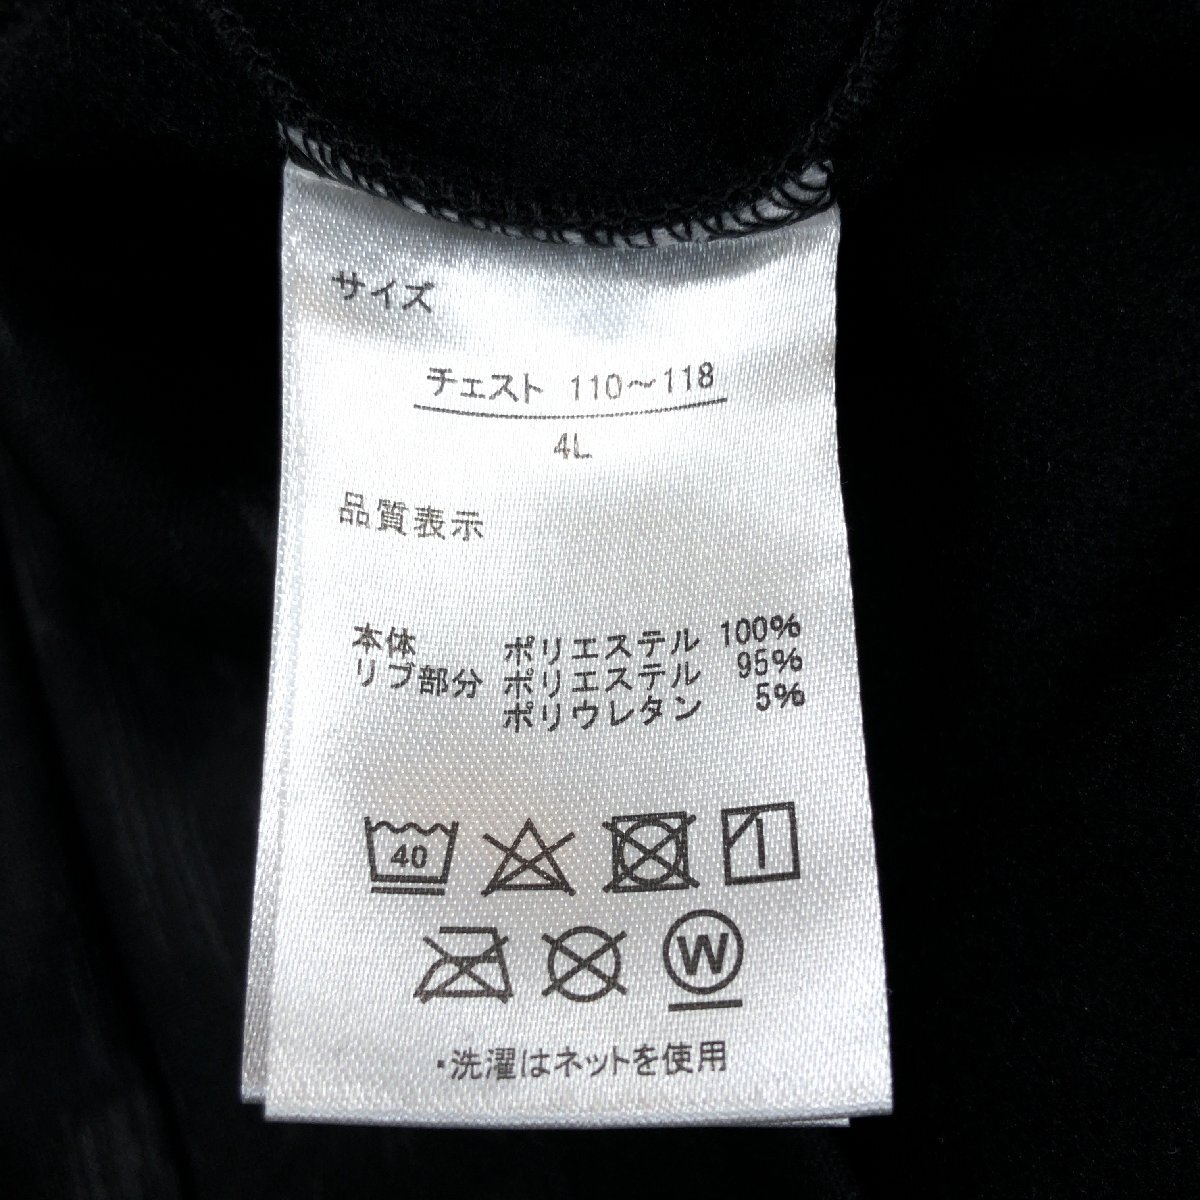 サイズ
チェスト 110〜118
4L
品質表示
本体 ポリエステル 100%
リブ部分 ポリエステル 95%
ポリウレタン 5%
40
W
・洗濯はネットを使用